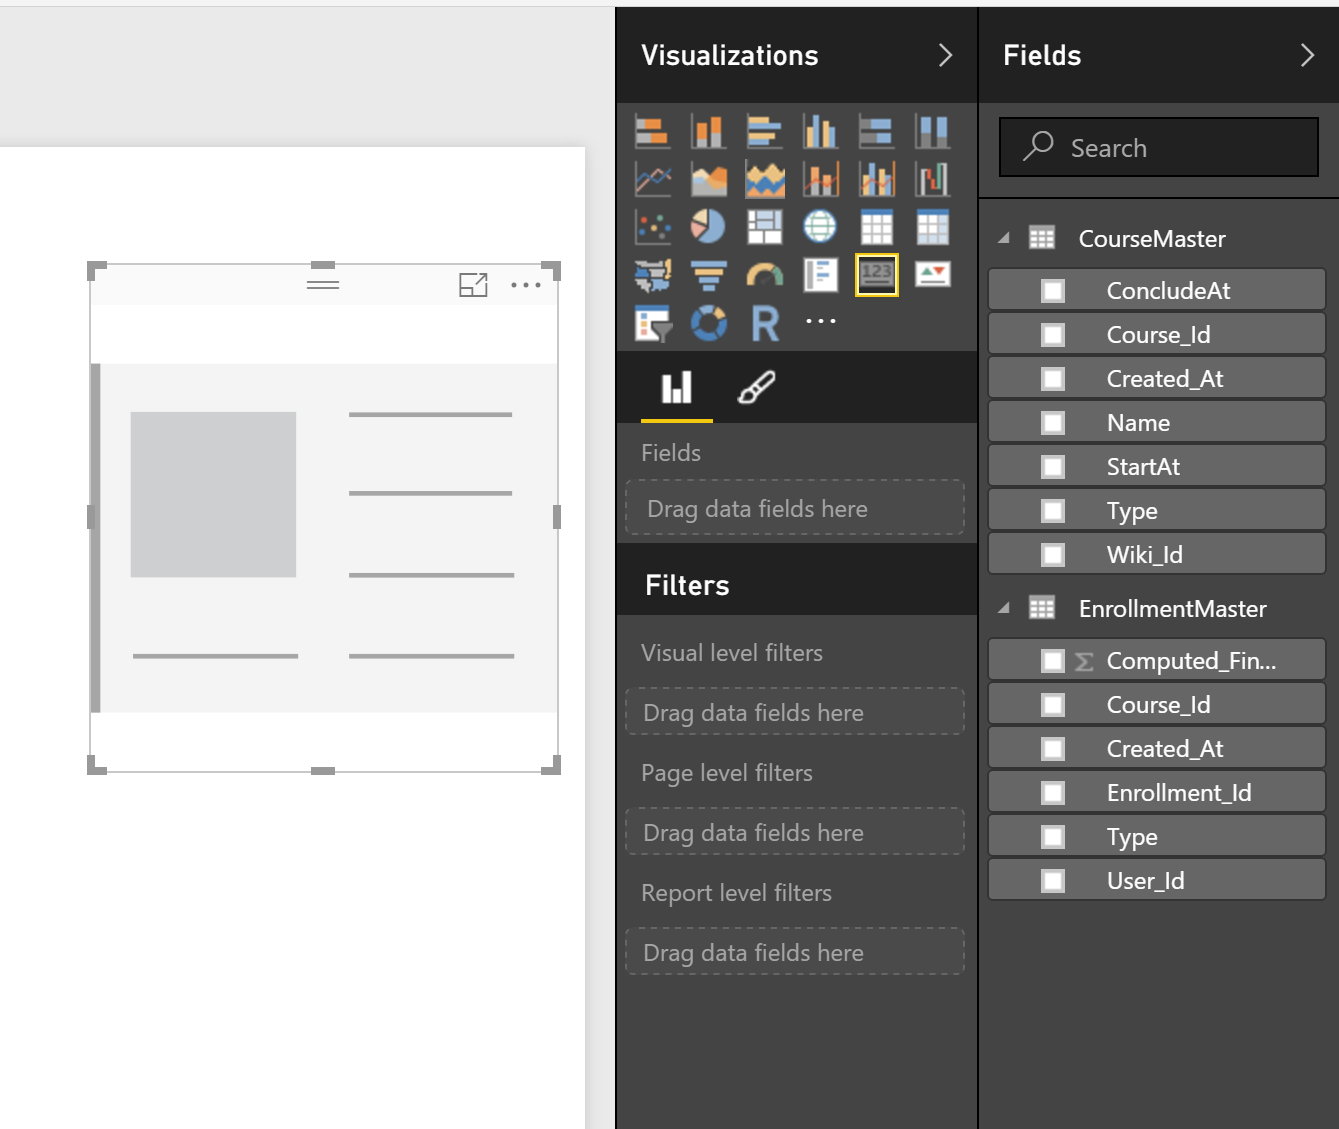 Visualizations
123
R
Fields
Drag data fields here
Filters
Visual level filters
Drag data fields here
Page level filters
Drag data fields here
Report level filters
Drag data fields here
Fields
Search
CourseMaster
ConcludeAt
Course_Id
Created_At
Name
StartAt
Type
Wiki_Id
EnrollmentMaster
Σ Computed_Fin...
Course_Id
Created_At
Enrollment_Id
Type
User_Id